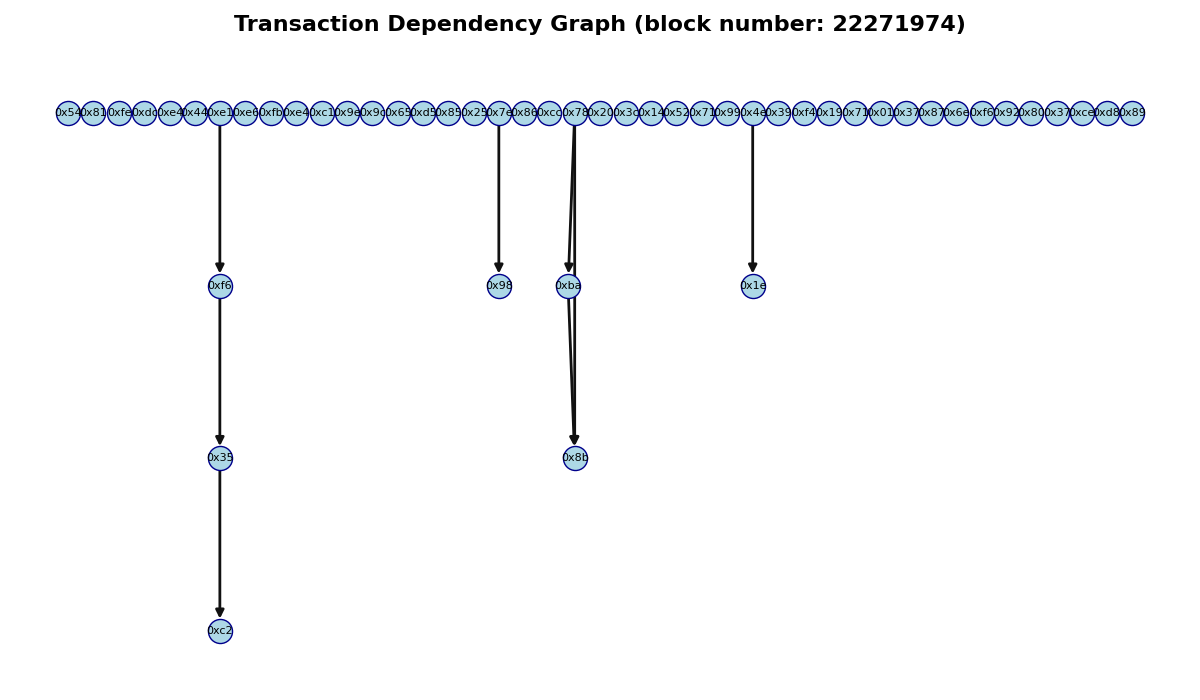 Transaction Dependency Graph (block number: 22271974)
0x54 0x81 0xfe 0xdc 0xe4 0x44 0xe1 0xe6 0xfb 0xe4 0xc1 0x9e 0x9c 0x65 0xd5 0x85 0x25 0x7e 0x86 0xcc 0x78 0x20 0x3c 0x14 0x52 0x71 0x99 0x4e 0x39 0xf4 0x19 0x71 0x01 0x37 0x87 0x6e 0xf6 0x92 0x80 0x37 0xce 0xd8 0x89
0xf6 0x98 0xba 0x1e
0x35 0x8b
0xc2